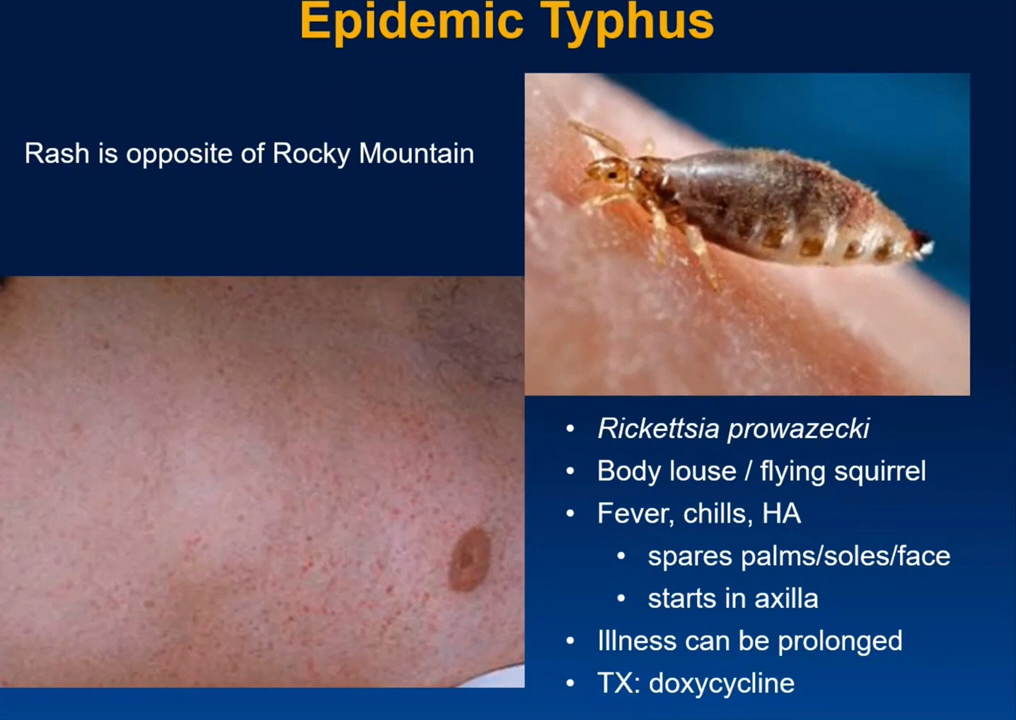 Epidemic Typhus
Rash is opposite of Rocky Mountain
• Rickettsia prowazecki
• Body louse / flying squirrel
• Fever, chills, HA
• spares palms/soles/face
• starts in axilla
• Illness can be prolonged
• TX: doxycycline